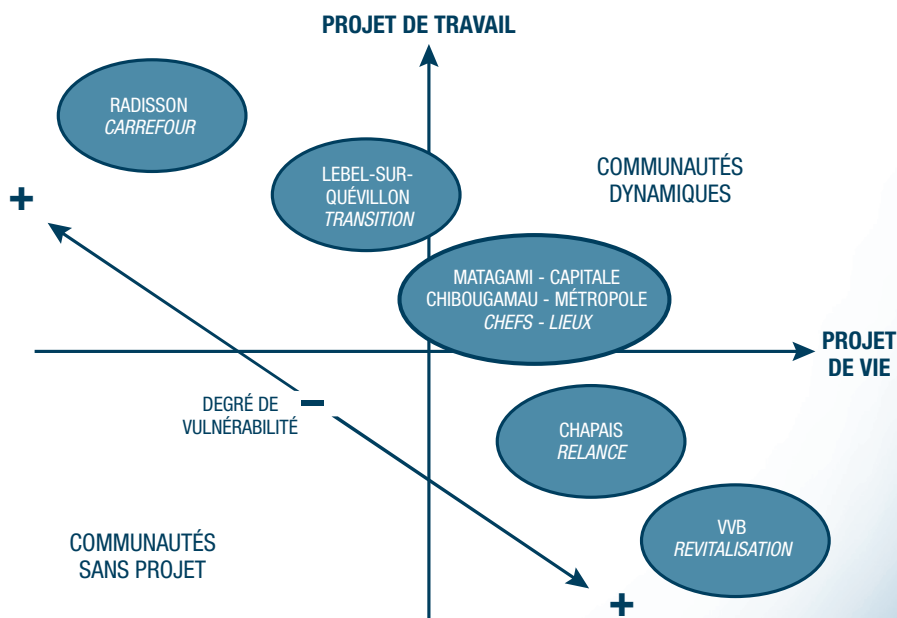 PROJET DE TRAVAIL
RADISSON
CARREFOUR
LEBEL-SUR-
QUÉVILLON
TRANSITION
COMMUNAUTÉS
DYNAMIQUES
+
MATAGAMI - CAPITALE
CHIBOUGAMAU - MÉTROPOLE
CHEFS - LIEUX
PROJET
DE VIE
DEGRÉ DE
VULNÉRABILITÉ
–
CHAPAIS
RELANCE
VVB
REVITALISATION
COMMUNAUTÉS
SANS PROJET
+